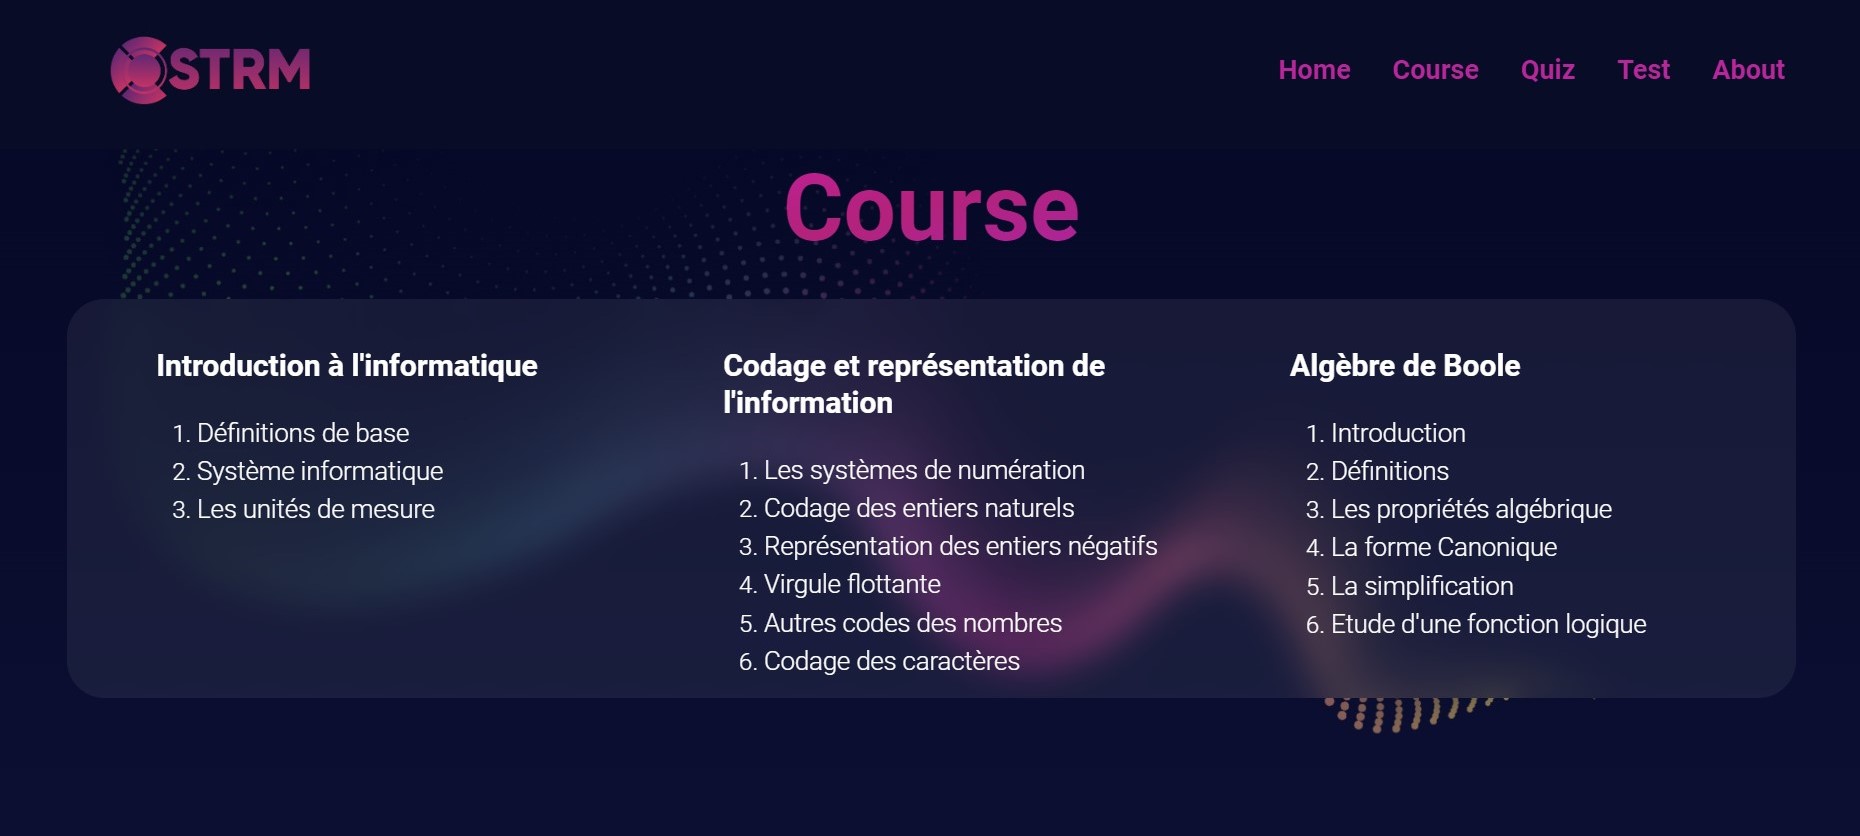 STRM
Home Course Quiz Test About
Course
Introduction à l'informatique
1. Définitions de base
2. Système informatique
3. Les unités de mesure
Codage et représentation de
l'information
1. Les systèmes de numération
2. Codage des entiers naturels
3. Représentation des entiers négatifs
4. Virgule flottante
5. Autres codes des nombres
6. Codage des caractères
Algèbre de Boole
1. Introduction
2. Définitions
3. Les propriétés algébrique
4. La forme Canonique
5. La simplification
6. Etude d'une fonction logique